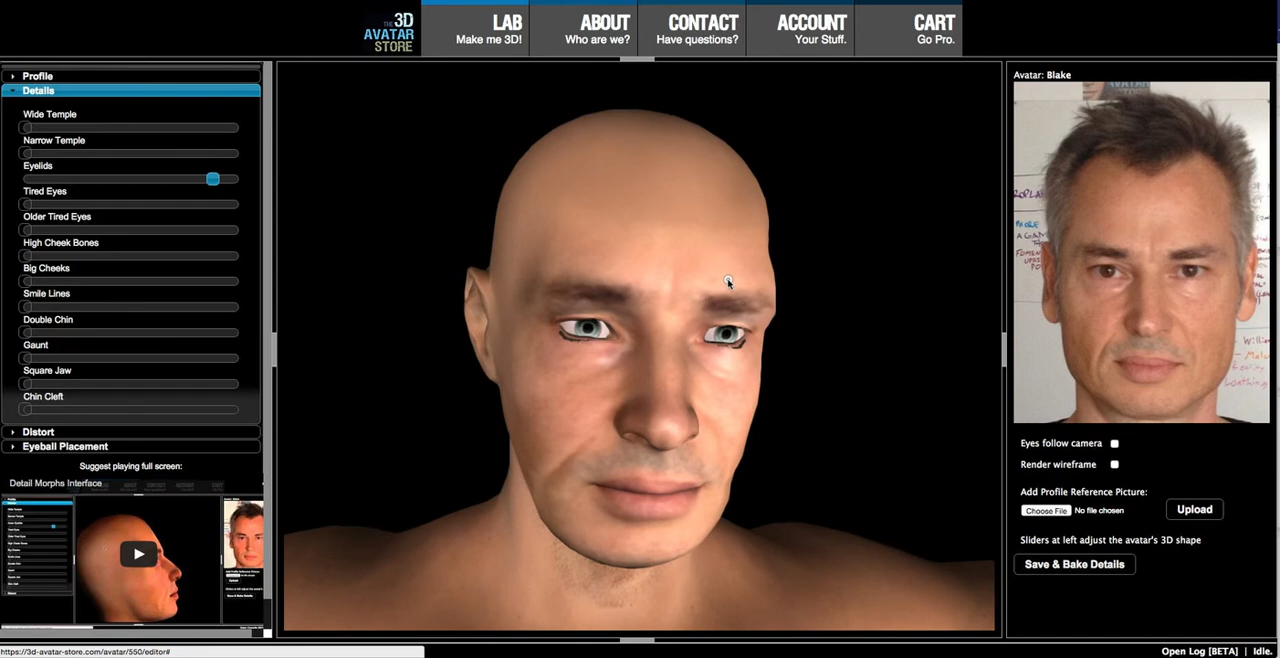 THE 3D
AVATAR
STORE
LAB
Make me 3D!
ABOUT
Who are we?
CONTACT
Have questions?
ACCOUNT
Your Stuff.
CART
Go Pro.
Profile
Details
Wide Temple
Narrow Temple
Eyelids
Tired Eyes
Older Tired Eyes
High Cheek Bones
Big Cheeks
Smile Lines
Double Chin
Gaunt
Square Jaw
Chin Cleft
Distort
Eyeball Placement
Suggest playing full screen:
Detail Morphs Interface
https://3d-avatar-store.com/avatar/550/editor#
Avatar: Blake
AVATAR
MORE
Eyes follow camera
Render wireframe
Add Profile Reference Picture:
Choose File No file chosen
Upload
Sliders at left adjust the avatar's 3D shape
Save & Bake Details
Open Log [BETA] | Idle.